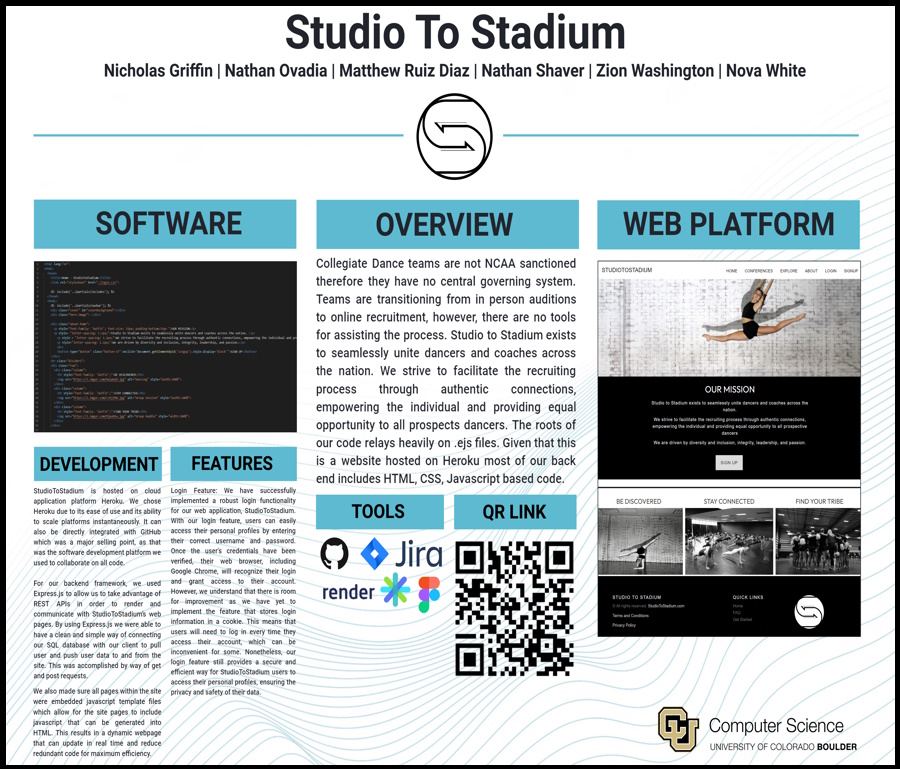 Studio To Stadium
Nicholas Griffin | Nathan Ovadia | Matthew Ruiz Diaz | Nathan Shaver | Zion Washington | Nova White
SOFTWARE
DEVELOPMENT
StudioToStadium is hosted on cloud
application platform Heroku. We chose
Heroku due to its ease of use and its ability
to scale platforms instantaneously. It can
also be directly integrated with GitHub
which was a major selling point, as that
was the software development platform we
used to collaborate on all code.
For our backend framework, we used
Express.js to allow us to take advantage of
REST APIs in order to render and
communicate with StudioToStadium's web
pages. By using Express.js we were able to
have a clean and simple way of connecting
our SQL database with our client to pull
user and push user data to and from the
site. This was accomplished by way of get
and post requests.
We also made sure all pages within the site
were embedded javascript template files
which allow for the site pages to include
javascript that can be generated into
HTML. This results in a dynamic webpage
that can update in real time and reduce
redundant code for maximum efficiency.
FEATURES
Login Feature: We have successfully
implemented a robust login functionality
for our web application, StudioToStadium.
With our login feature, users can easily
access their personal profiles by entering
their correct username and password.
Once the user's credentials have been
verified, their web browser, including
Google Chrome, will recognize their login
and grant access to their account.
However, we understand that there is room
for improvement as we have yet to
implement the feature that stores login
information in a cookie. This means that
users will need to log in every time they
access their account, which can be
inconvenient for some. Nonetheless, our
login feature still provides a secure and
efficient way for StudioToStadium users to
access their personal profiles, ensuring the
privacy and safety of their data.
OVERVIEW
Collegiate Dance teams are not NCAA sanctioned
therefore they have no central governing system.
Teams are transitioning from in person auditions
to online recruitment, however, there are no tools
for assisting the process. Studio to Stadium exists
to seamlessly unite dancers and coaches across
the nation. We strive to facilitate the recruiting
process through authentic connections,
empowering the individual and providing equal
opportunity to all prospects dancers. The roots of
our code relays heavily on .ejs files. Given that this
is a website hosted on Heroku most of our back
end includes HTML, CSS, Javascript based code.
TOOLS
Jira
render
QR LINK
WEB PLATFORM
STUDIOTOSTADIUM HOME CONFERENCES EXPLORE ABOUT LOGIN SIGNUP
OUR MISSION
Studio to Stadium exists to seamlessly unite dancers and coaches across the
nation.
We strive to facilitate the recruiting process through authentic connections,
empowering the individual and providing equal opportunity to all prospective
dancers
We are driven by diversity and inclusion, integrity, leadership, and passion.
SIGN UP
BE DISCOVERED STAY CONNECTED FIND YOUR TRIBE
STUDIO TO STADIUM
© All rights reserved. StudioToStadium.com
Terms and Conditions
Privacy Policy
QUICK LINKS
Home
FAQ
Get Started
CU
Computer Science
UNIVERSITY OF COLORADO BOULDER